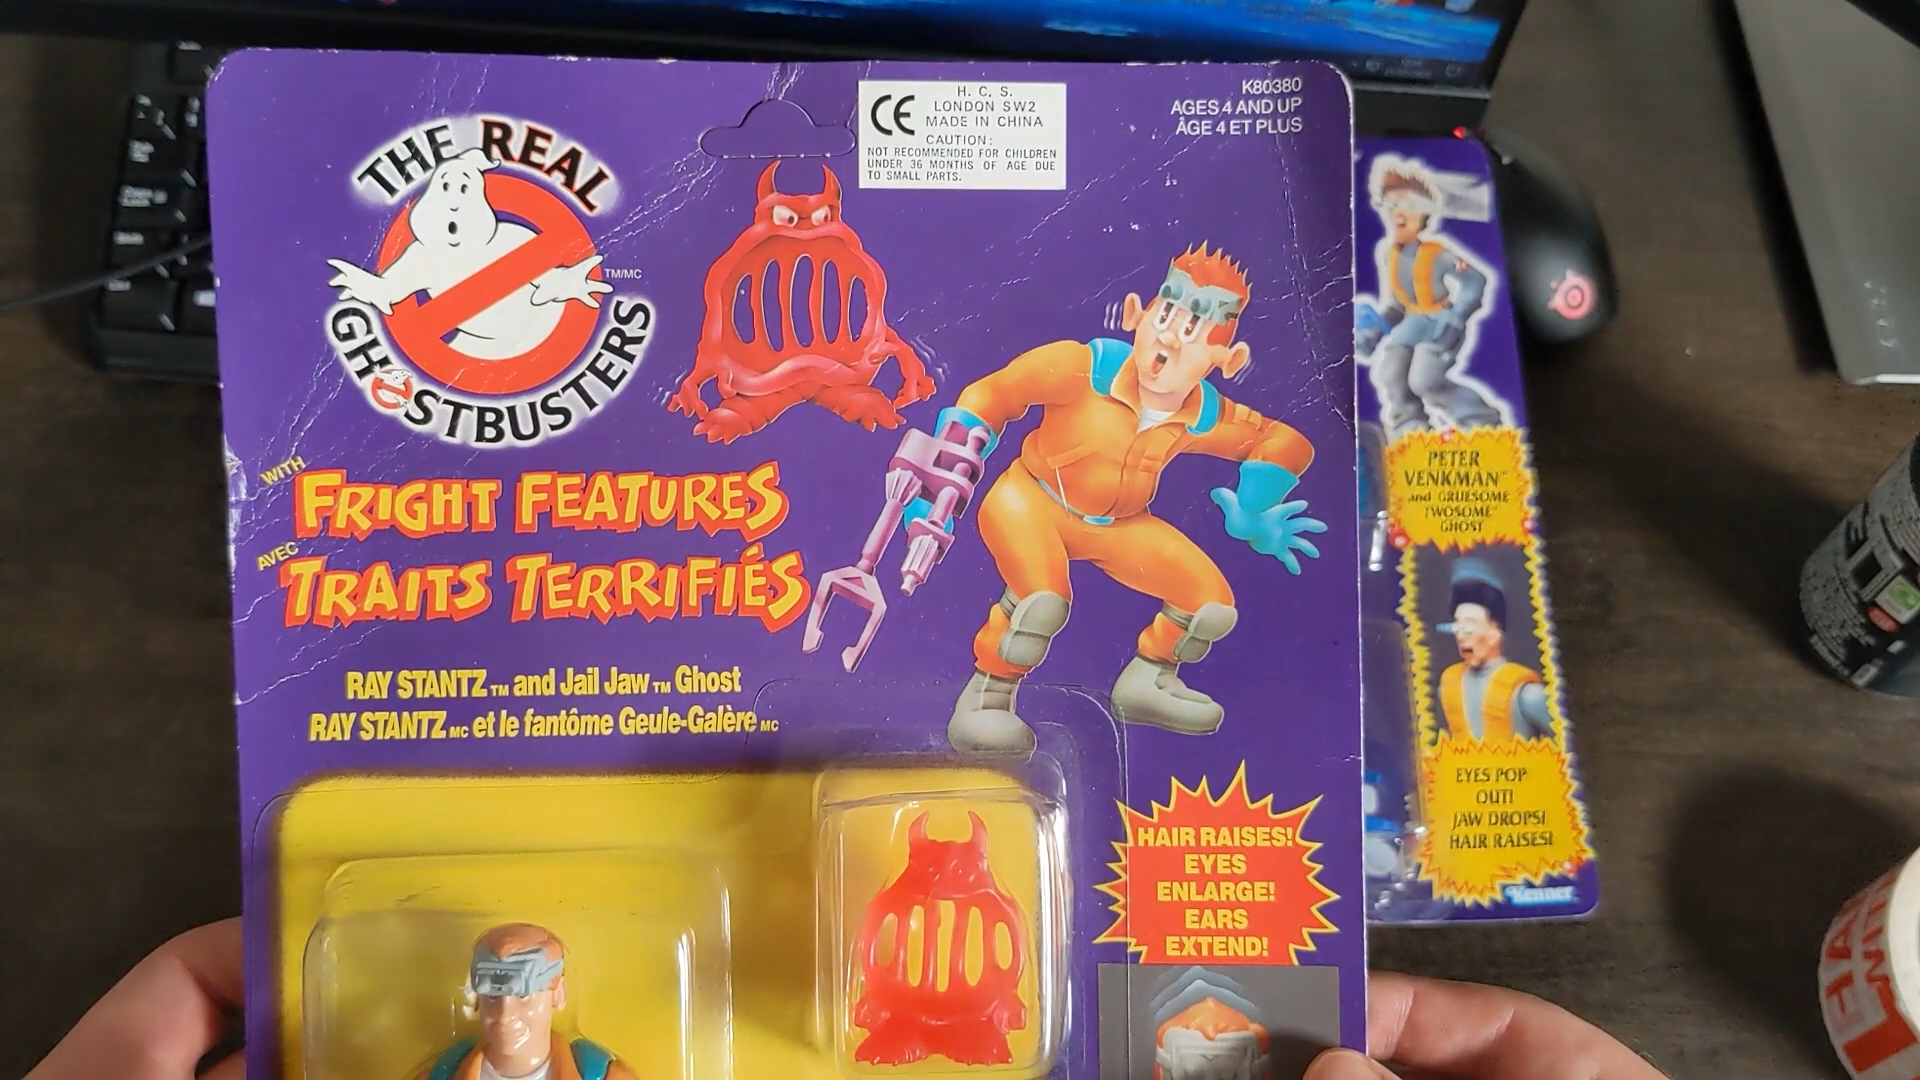 THE REAL
GHOSTBUSTERS
TM/MC
H. C. S.
LONDON SW2
MADE IN CHINA
CE
CAUTION:
NOT RECOMMENDED FOR CHILDREN
UNDER 36 MONTHS OF AGE DUE
TO SMALL PARTS.
K80380
AGES 4 AND UP
ÂGE 4 ET PLUS
WITH
FRIGHT FEATURES
AVEC
TRAITS TERRIFIÉS
RAY STANTZ TM and Jail Jaw TM Ghost
RAY STANTZ MC et le fantôme Geule-Galère MC
HAIR RAISES!
EYES
ENLARGE!
EARS
EXTEND!
PETER
VENKMAN™
and GRUESOME
TWOSOME™
GHOST
EYES POP
OUT!
JAW DROPS!
HAIR RAISES!
Kenner